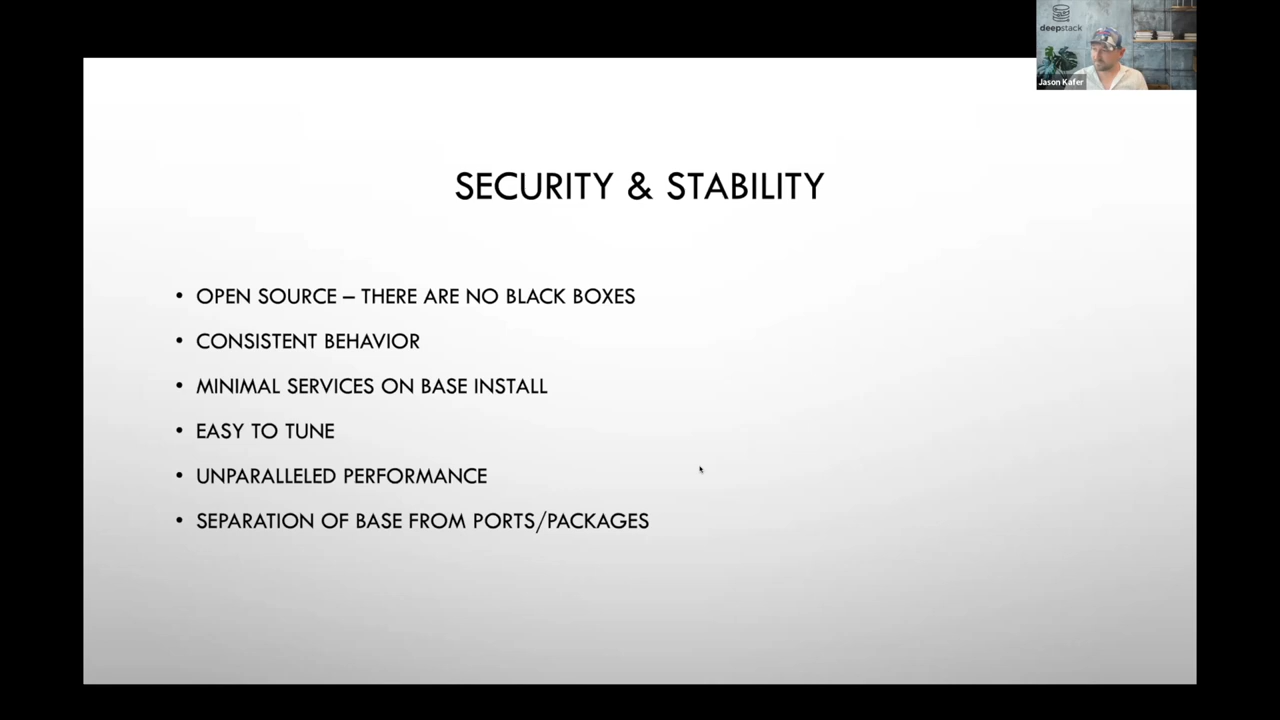 deepstack
Jason Kafer
SECURITY & STABILITY
• OPEN SOURCE – THERE ARE NO BLACK BOXES
• CONSISTENT BEHAVIOR
• MINIMAL SERVICES ON BASE INSTALL
• EASY TO TUNE
• UNPARALLELED PERFORMANCE
• SEPARATION OF BASE FROM PORTS/PACKAGES